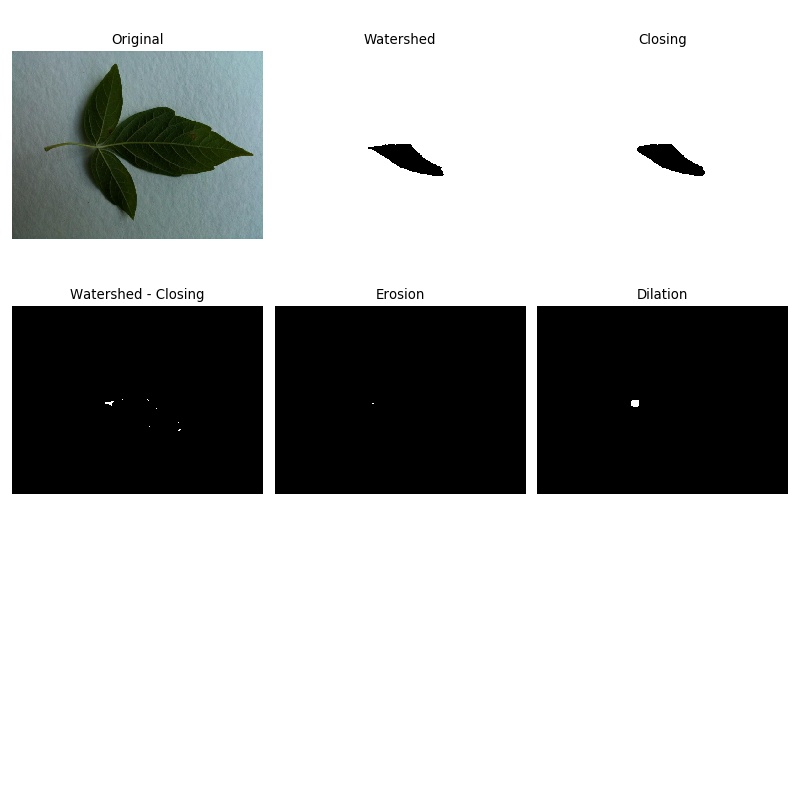 Original
Watershed
Closing
Watershed - Closing
Erosion
Dilation